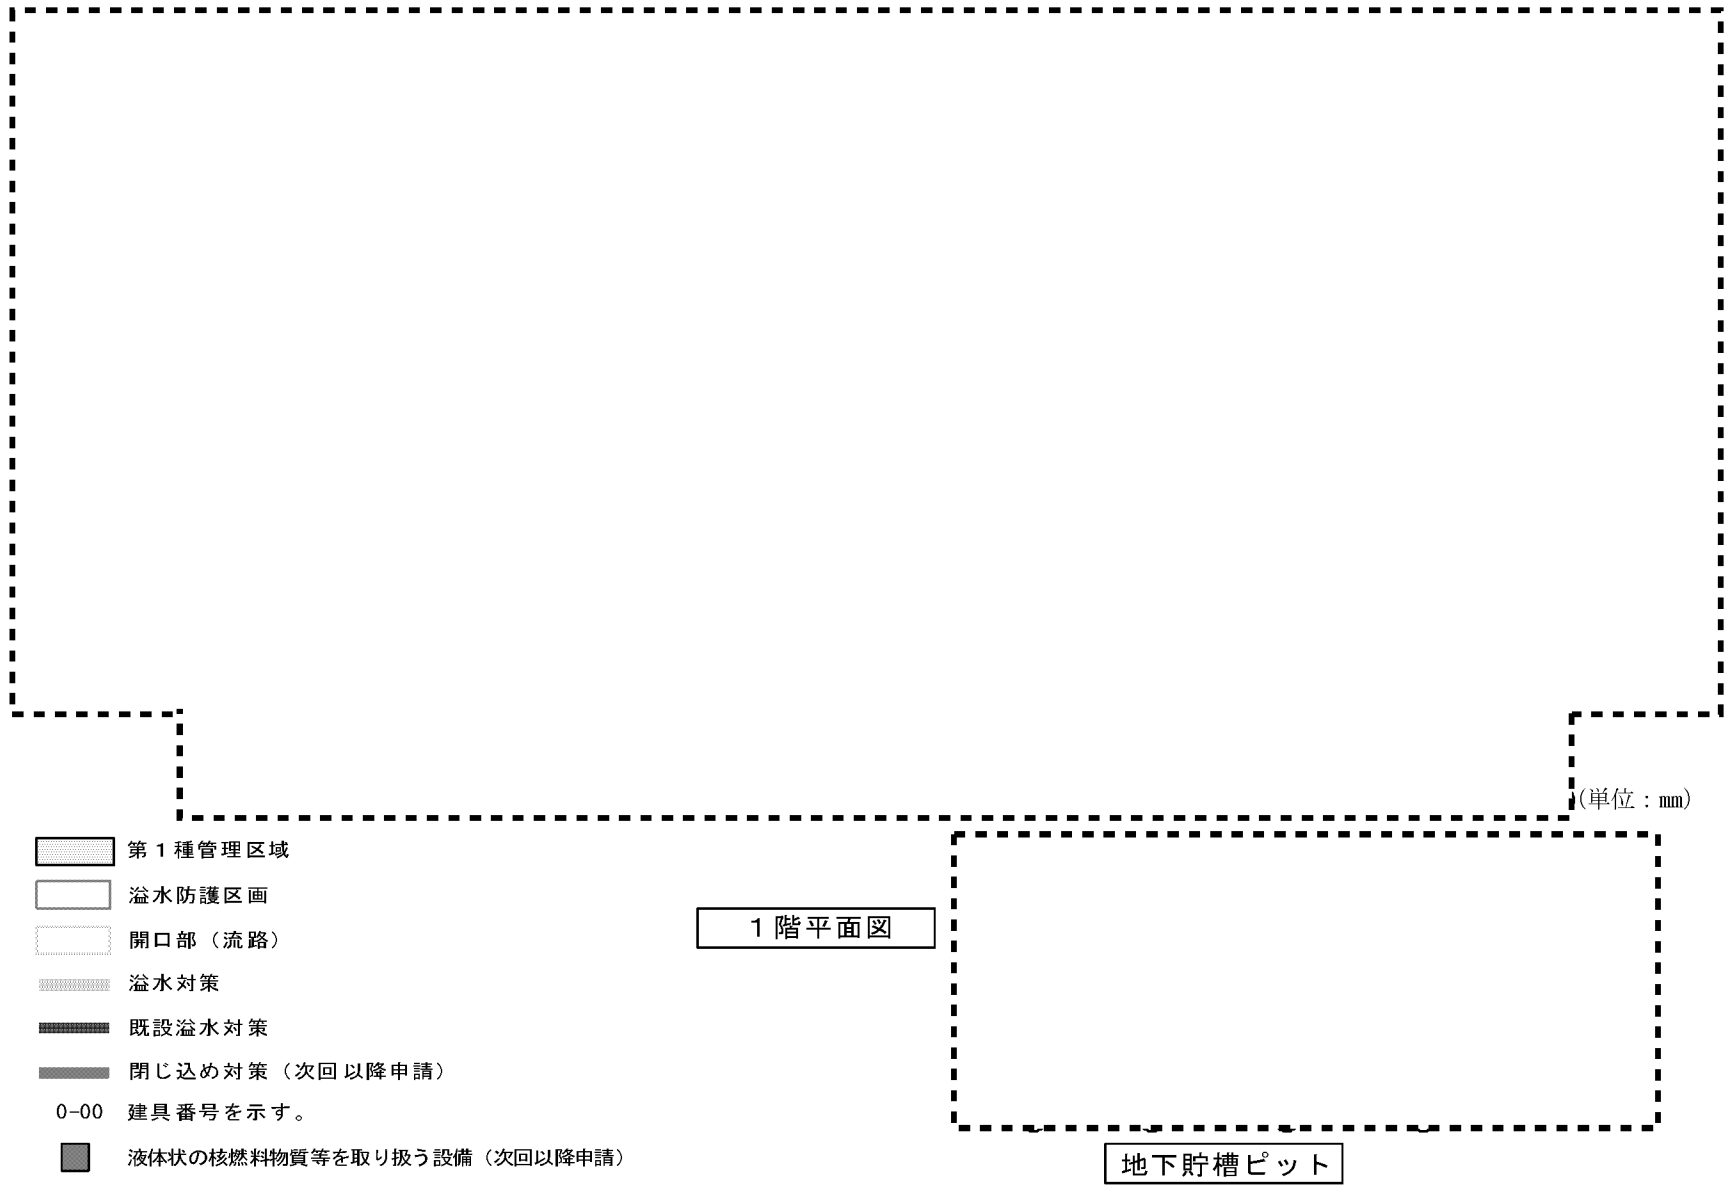 (単位：mm)
第１種管理区域
溢水防護区画
開口部（流路）
溢水対策
既設溢水対策
閉じ込め対策（次回以降申請）
0-00 建具番号を示す。
液体状の核燃料物質等を取り扱う設備（次回以降申請）
１階平面図
地下貯槽ピット